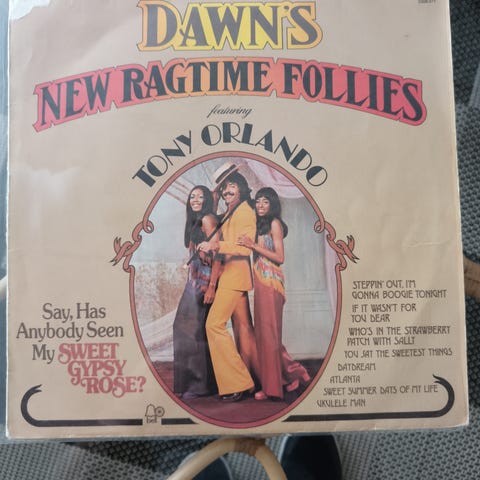 DAWN'S
NEW RAGTIME FOLLIES
featuring
TONY ORLANDO
Say, Has
Anybody Seen
My SWEET
GYPSY
ROSE?
STEPPIN' OUT, I'M
GONNA BOOGIE TONIGHT
IF IT WASN'T FOR
YOU DEAR
WHO'S IN THE STRAWBERRY
PATCH WITH SALLY
YOU SAY THE SWEETEST THINGS
DAYDREAM
ATLANTA
SWEET SUMMER DAYS OF MY LIFE
UKULELE MAN
bell